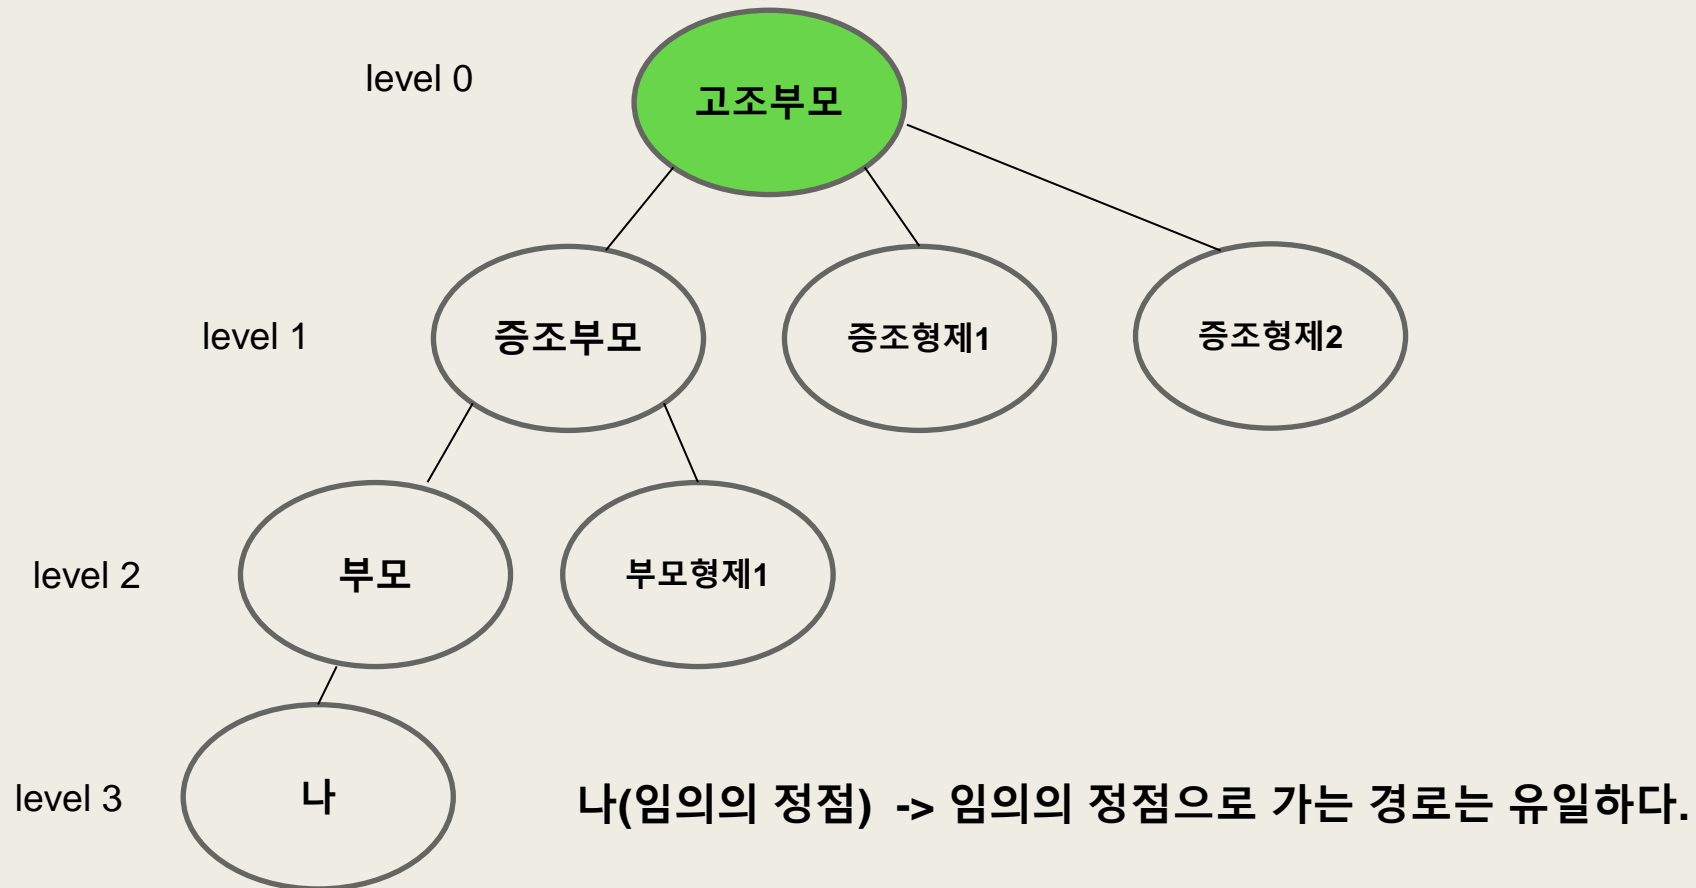 level 0
고조부모
level 1
증조부모
증조형제1
증조형제2
level 2
부모
부모형제1
level 3
나
나(임의의 정점) -> 임의의 정점으로 가는 경로는 유일하다.